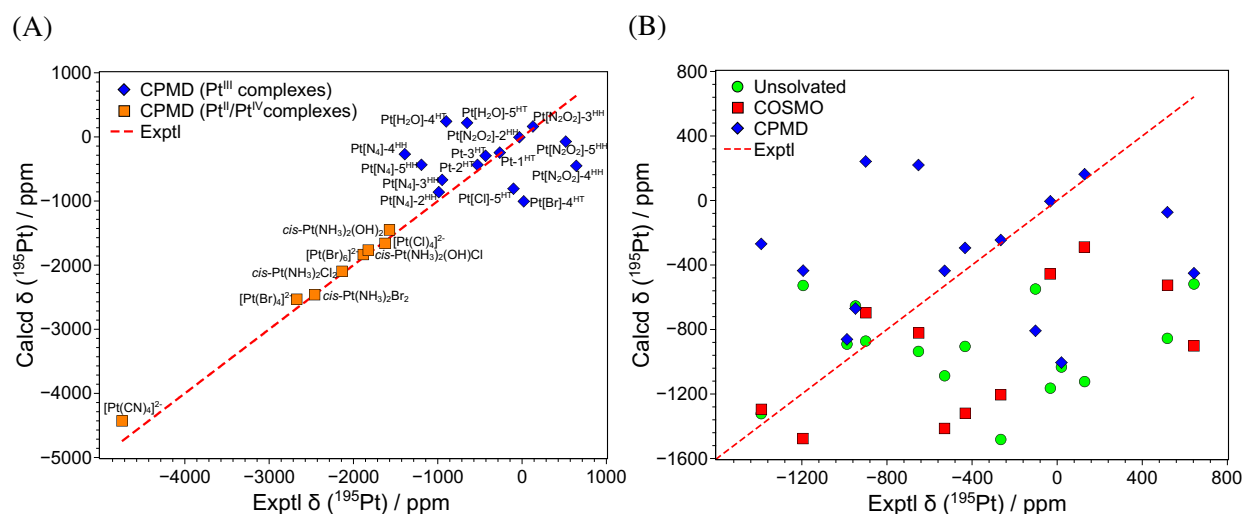 (A)
(B)
1000
0
−1000
−2000
−3000
−4000
−5000
Calcd δ (¹⁹⁵Pt) / ppm
CPMD (Ptᴵᴵᴵ complexes)
CPMD (Ptᴵᴵ/Ptᴵⱽ complexes)
Exptl
Pt[H₂O]-4ᴴᵀ
Pt[H₂O]-5ᴴᵀ
Pt[N₂O₂]-3ᴴᴴ
Pt[N₂O₂]-2ᴴᴴ
Pt[N₄]-4ᴴᴴ
Pt-3ᴴᵀ
Pt[N₂O₂]-5ᴴᴴ
Pt[N₄]-5ᴴᴴ
Pt-2ᴴᵀ
Pt-1ᴴᵀ
Pt[N₂O₂]-4ᴴᴴ
Pt[N₄]-3ᴴᴴ
Pt[N₄]-2ᴴᴴ
Pt[Cl]-5ᴴᵀ
Pt[Br]-4ᴴᵀ
cis-Pt(NH₃)₂(OH)₂
[Pt(Cl)₄]²⁻
[Pt(Br)₆]²⁻
cis-Pt(NH₃)₂(OH)Cl
cis-Pt(NH₃)₂Cl₂
[Pt(Br)₄]²⁻
cis-Pt(NH₃)₂Br₂
[Pt(CN)₄]²⁻
−4000 −3000 −2000 −1000 0 1000
Exptl δ (¹⁹⁵Pt) / ppm
800
400
0
−400
−800
−1200
−1600
Calcd δ (¹⁹⁵Pt) / ppm
Unsolvated
COSMO
CPMD
Exptl
−1200 −800 −400 0 400 800
Exptl δ (¹⁹⁵Pt) / ppm